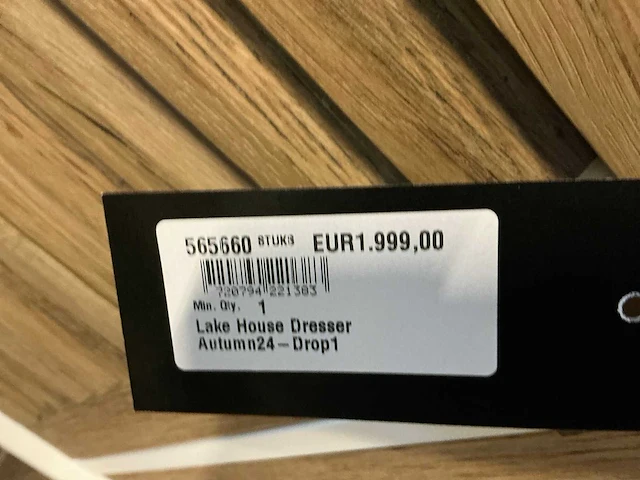 565660 STUKS EUR1.999,00
720794 221383
Min. Qty. 1
Lake House Dresser
Autumn24-Drop1